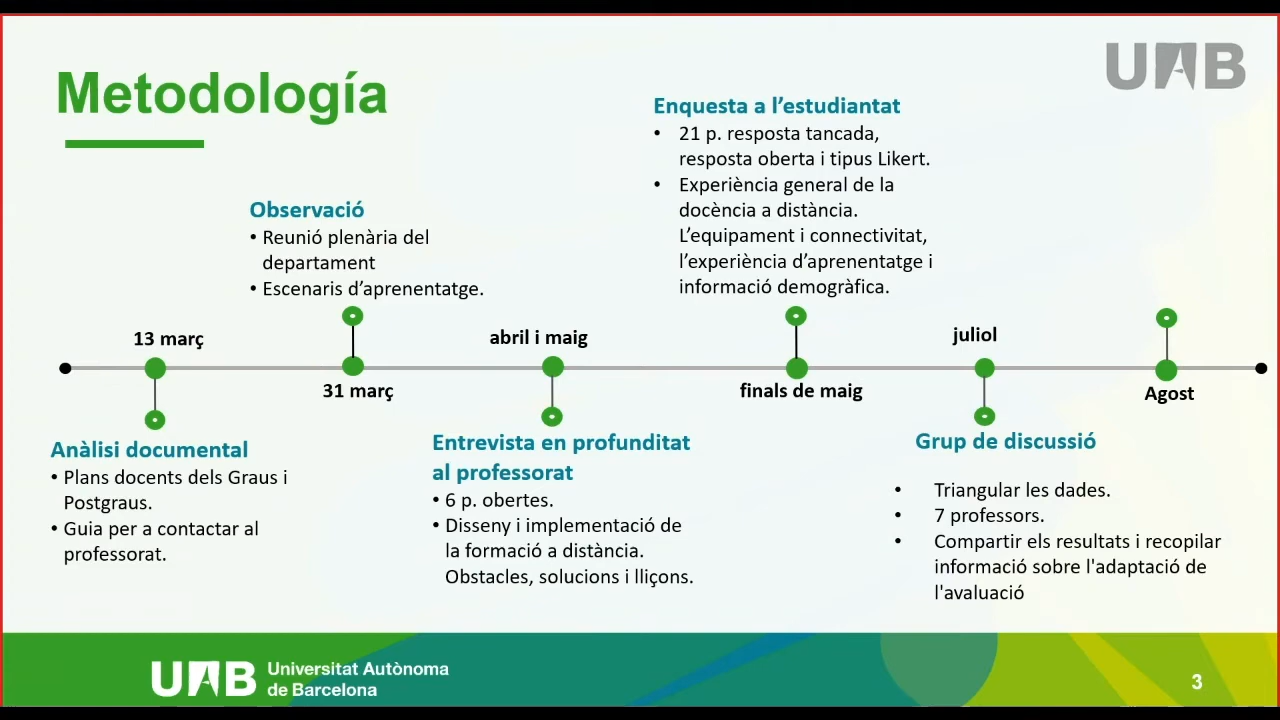 UAB
Metodología
Enquesta a l’estudiantat
• 21 p. resposta tancada,
resposta oberta i tipus Likert.
• Experiència general de la
docència a distància.
L’equipament i connectivitat,
l’experiència d’aprenentatge i
informació demogràfica.
Observació
• Reunió plenària del
departament
• Escenaris d’aprenentatge.
13 març
31 març
abril i maig
finals de maig
juliol
Agost
Anàlisi documental
• Plans docents dels Graus i
Postgraus.
• Guia per a contactar al
professorat.
Entrevista en profunditat
al professorat
• 6 p. obertes.
• Disseny i implementació de
la formació a distància.
Obstacles, solucions i lliçons.
Grup de discussió
• Triangular les dades.
• 7 professors.
• Compartir els resultats i recopilar
informació sobre l'adaptació de
l'avaluació
UAB
Universitat Autònoma
de Barcelona
3